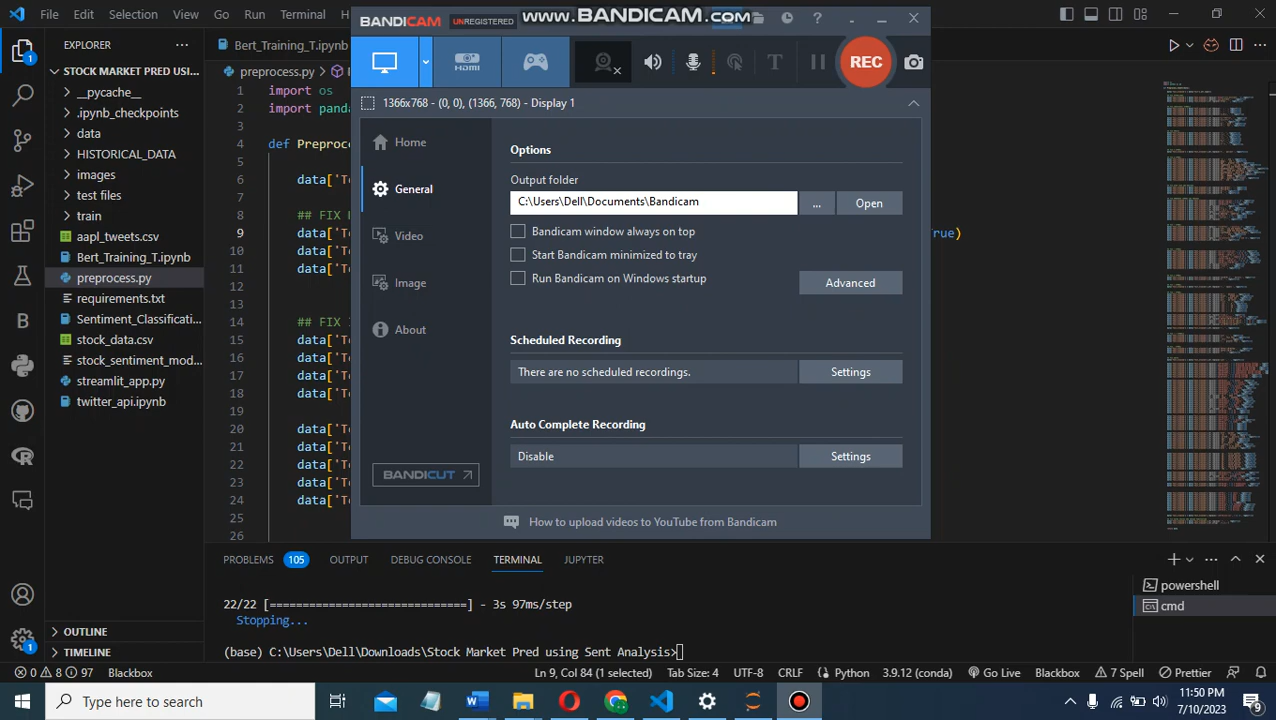 File Edit Selection View Go Run Terminal
BANDICAM UNREGISTERED www.BANDICAM.com
EXPLORER
STOCK MARKET PRED USI...
__pycache__
.ipynb_checkpoints
data
HISTORICAL_DATA
images
test files
train
aapl_tweets.csv
Bert_Training_T.ipynb
preprocess.py
requirements.txt
Sentiment_Classificati...
stock_data.csv
stock_sentiment_mod...
streamlit_app.py
twitter_api.ipynb
OUTLINE
TIMELINE
Bert_Training_T.ipynb
preprocess.py
1 import os
2 import panda
3
4 def Preproce
5
6 data['T
7
8 ## FIX
9 data['T rue)
10 data['T
11 data['T
12
13
14 ## FIX
15 data['T
16 data['T
17 data['T
18 data['T
19
20 data['T
21 data['T
22 data['T
23 data['T
24 data['T
25
26
HDMI
REC
1366x768 - (0, 0), (1366, 768) - Display 1
Home
General
Video
Image
About
BANDICUT
Options
Output folder
C:\Users\Dell\Documents\Bandicam ... Open
Bandicam window always on top
Start Bandicam minimized to tray
Run Bandicam on Windows startup
Advanced
Scheduled Recording
There are no scheduled recordings. Settings
Auto Complete Recording
Disable Settings
How to upload videos to YouTube from Bandicam
PROBLEMS 105 OUTPUT DEBUG CONSOLE TERMINAL JUPYTER
22/22 [==============================] - 3s 97ms/step
Stopping...
(base) C:\Users\Dell\Downloads\Stock Market Pred using Sent Analysis>
powershell
cmd
0 8 97 Blackbox Ln 9, Col 84 (1 selected) Tab Size: 4 UTF-8 CRLF Python 3.9.12 (conda) Go Live Blackbox 7 Spell Prettier
Type here to search
11:50 PM
7/10/2023